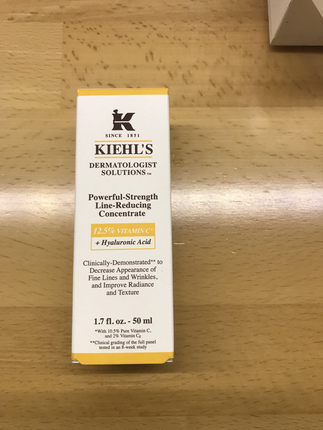 K
SINCE 1851
KIEHL'S
DERMATOLOGIST
SOLUTIONS™
Powerful-Strength
Line-Reducing
Concentrate
12.5% VITAMIN C*
+ Hyaluronic Acid
Clinically-Demonstrated** to
Decrease Appearance of
Fine Lines and Wrinkles,
and Improve Radiance
and Texture
1.7 fl. oz. - 50 ml
*With 10.5% Pure Vitamin C,
and 2% Vitamin Cg
**Clinical grading of the full panel
tested in an 8-week study